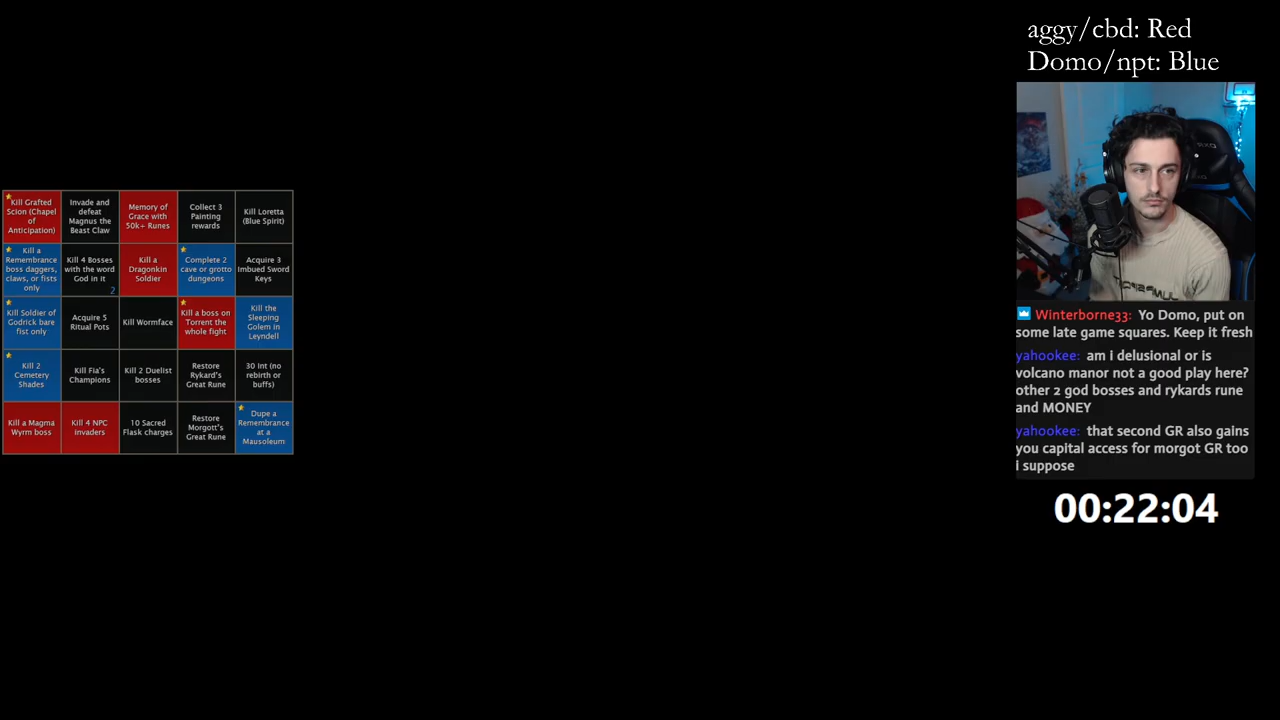 aggy/cbd: Red
Domo/npt: Blue
Kill Grafted
Scion (Chapel
of
Anticipation)
Invade and
defeat
Magnus the
Beast Claw
Memory of
Grace with
50k+ Runes
Collect 3
Painting
rewards
Kill Loretta
(Blue Spirit)
Kill a
Remembrance
boss daggers,
claws, or fists
only
Kill 4 Bosses
with the word
God in it
2
Kill a
Dragonkin
Soldier
Complete 2
cave or grotto
dungeons
Acquire 3
Imbued Sword
Keys
Kill Soldier of
Godrick bare
fist only
Acquire 5
Ritual Pots
Kill Wormface
Kill a boss on
Torrent the
whole fight
Kill the
Sleeping
Golem in
Leyndell
Kill 2
Cemetery
Shades
Kill Fia's
Champions
Kill 2 Duelist
bosses
Restore
Rykard's
Great Rune
30 Int (no
rebirth or
buffs)
Kill a Magma
Wyrm boss
Kill 4 NPC
Invaders
10 Sacred
Flask charges
Restore
Morgott's
Great Rune
Dupe a
Remembrance
at a
Mausoleum
Winterborne33: Yo Domo, put on
some late game squares. Keep it fresh
yahookee: am i delusional or is
volcano manor not a good play here?
other 2 god bosses and rykards rune
and MONEY
yahookee: that second GR also gains
you capital access for morgot GR too
i suppose
00:22:04